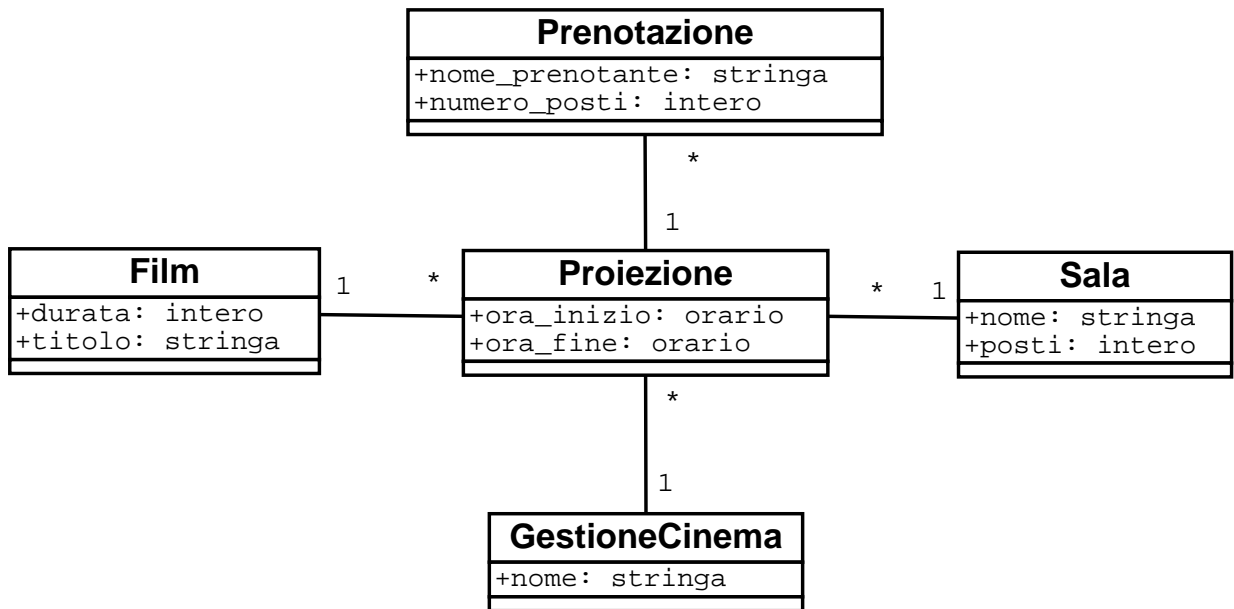 Prenotazione
+nome_prenotante: stringa
+numero_posti: intero
*
1
Film
+durata: intero
+titolo: stringa
1
*
Proiezione
+ora_inizio: orario
+ora_fine: orario
*
1
Sala
+nome: stringa
+posti: intero
*
1
GestioneCinema
+nome: stringa